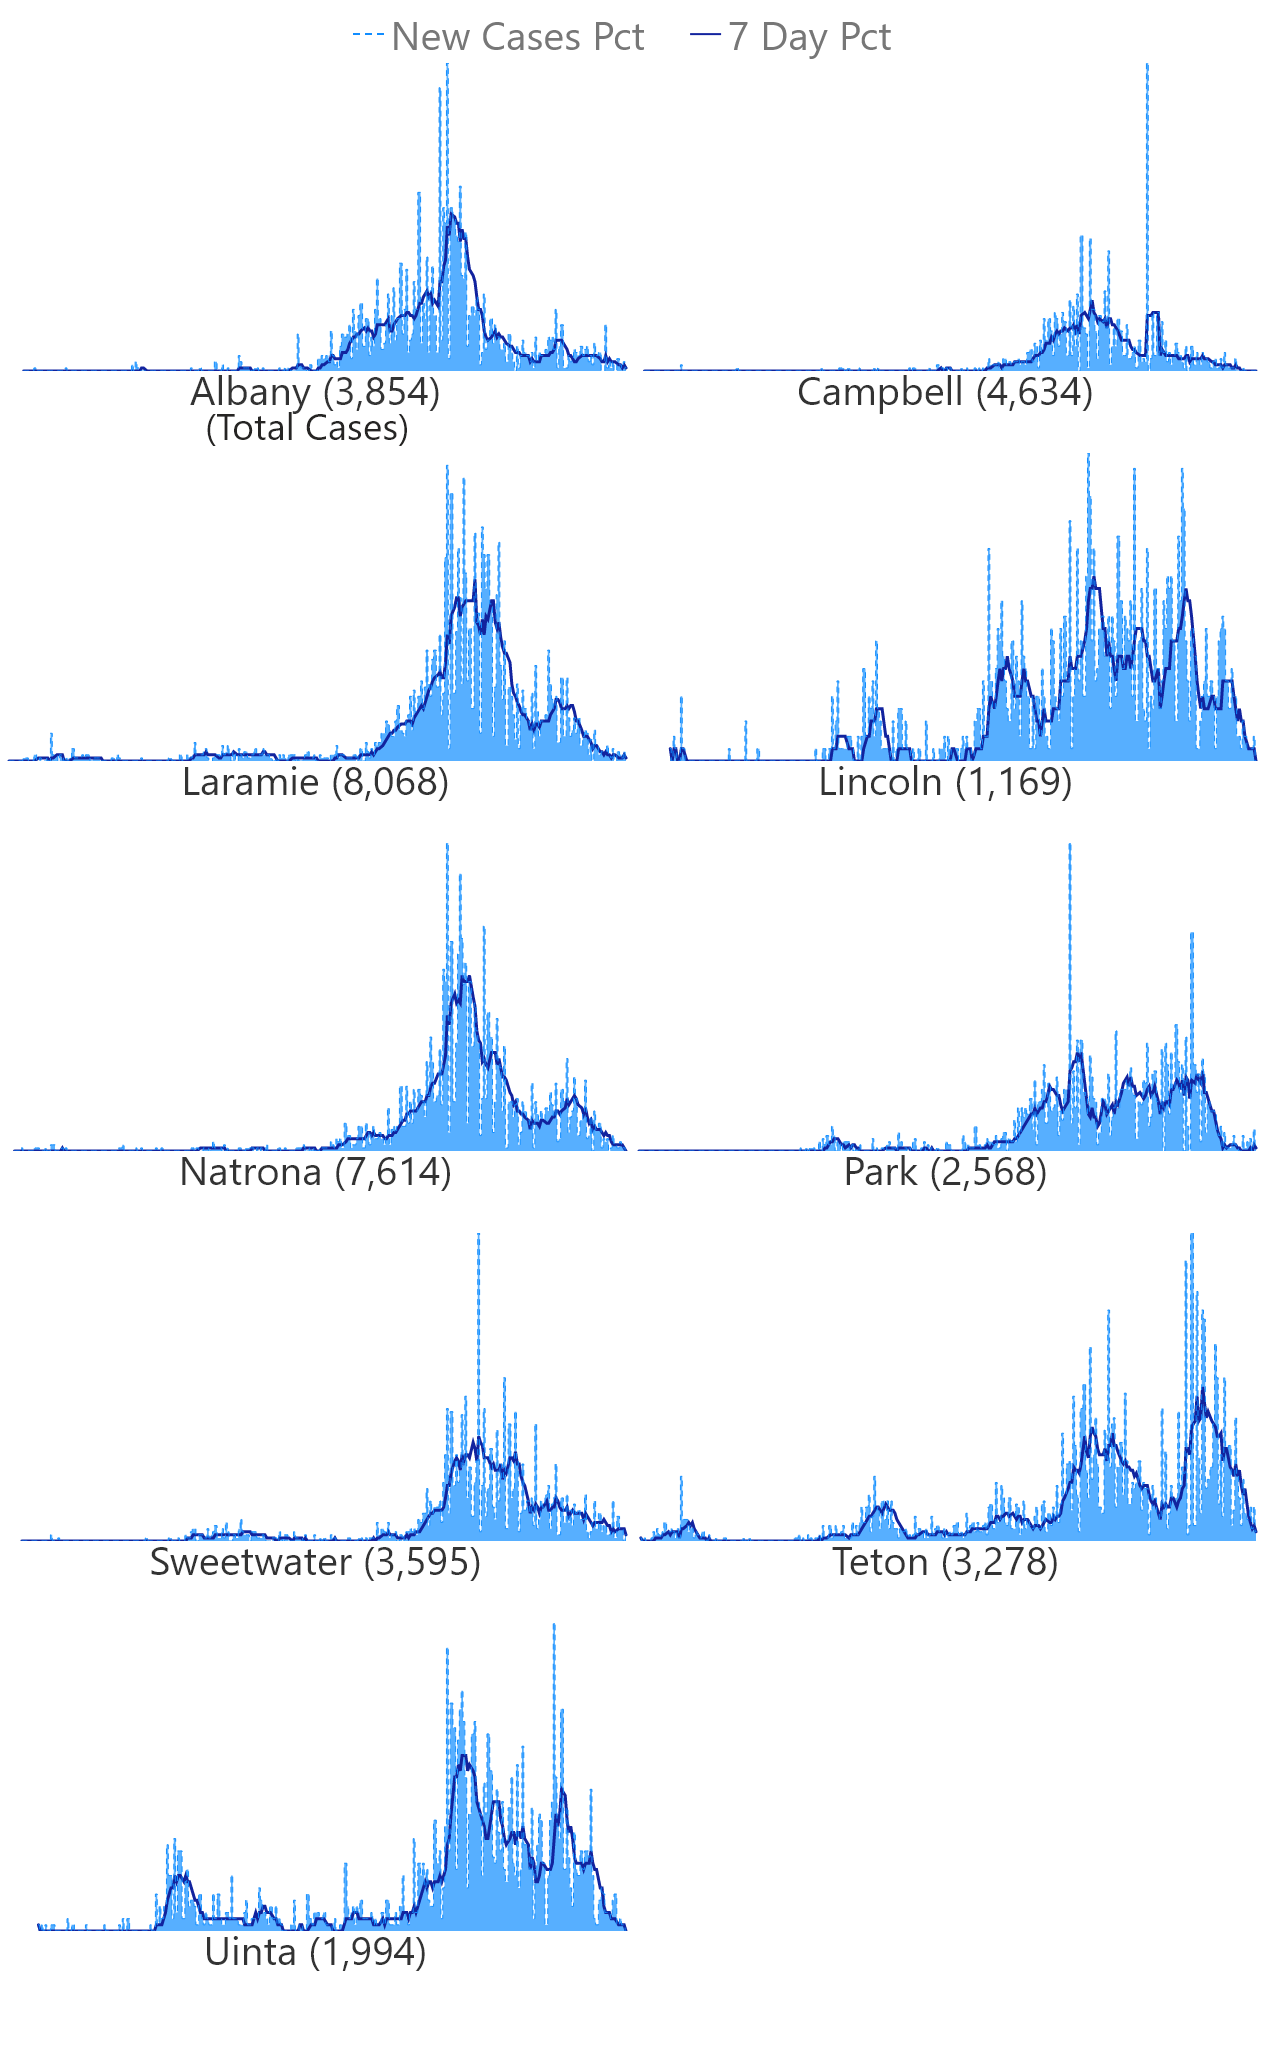 New Cases Pct 7 Day Pct
Albany (3,854) Campbell (4,634)
(Total Cases)
Laramie (8,068) Lincoln (1,169)
Natrona (7,614) Park (2,568)
Sweetwater (3,595) Teton (3,278)
Uinta (1,994)